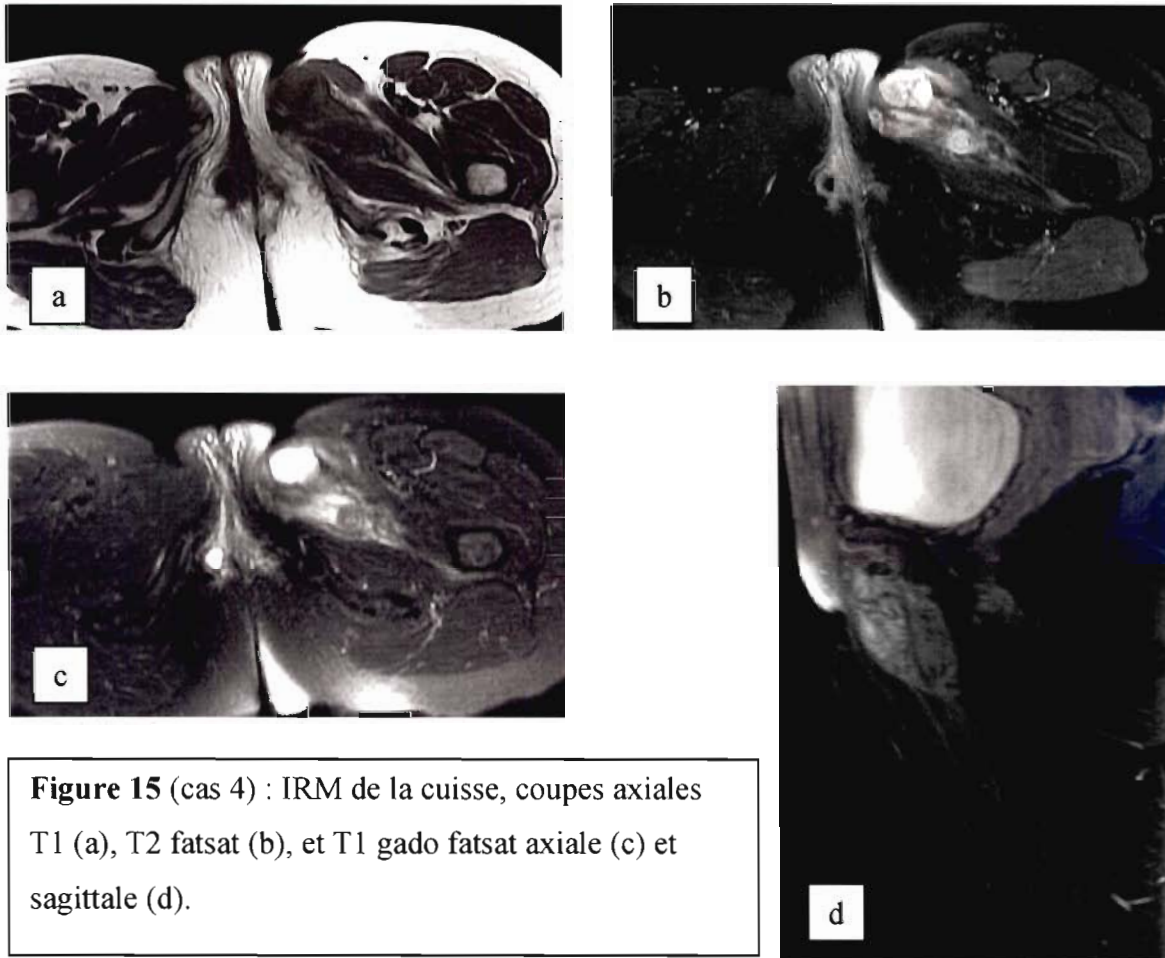 a
b
c
d
Figure 15 (cas 4) : IRM de la cuisse, coupes axiales
T1 (a), T2 fatsat (b), et T1 gado fatsat axiale (c) et
sagittale (d).